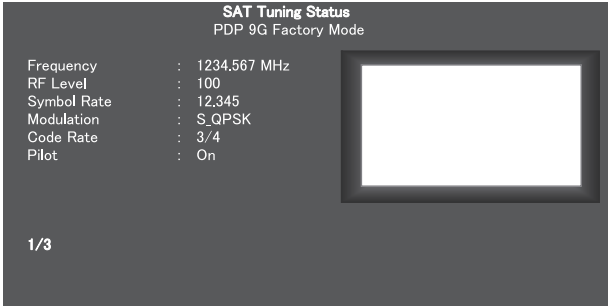 SAT Tuning Status
PDP 9G Factory Mode
Frequency : 1234.567 MHz
RF Level : 100
Symbol Rate : 12.345
Modulation : S_QPSK
Code Rate : 3/4
Pilot : On
1/3